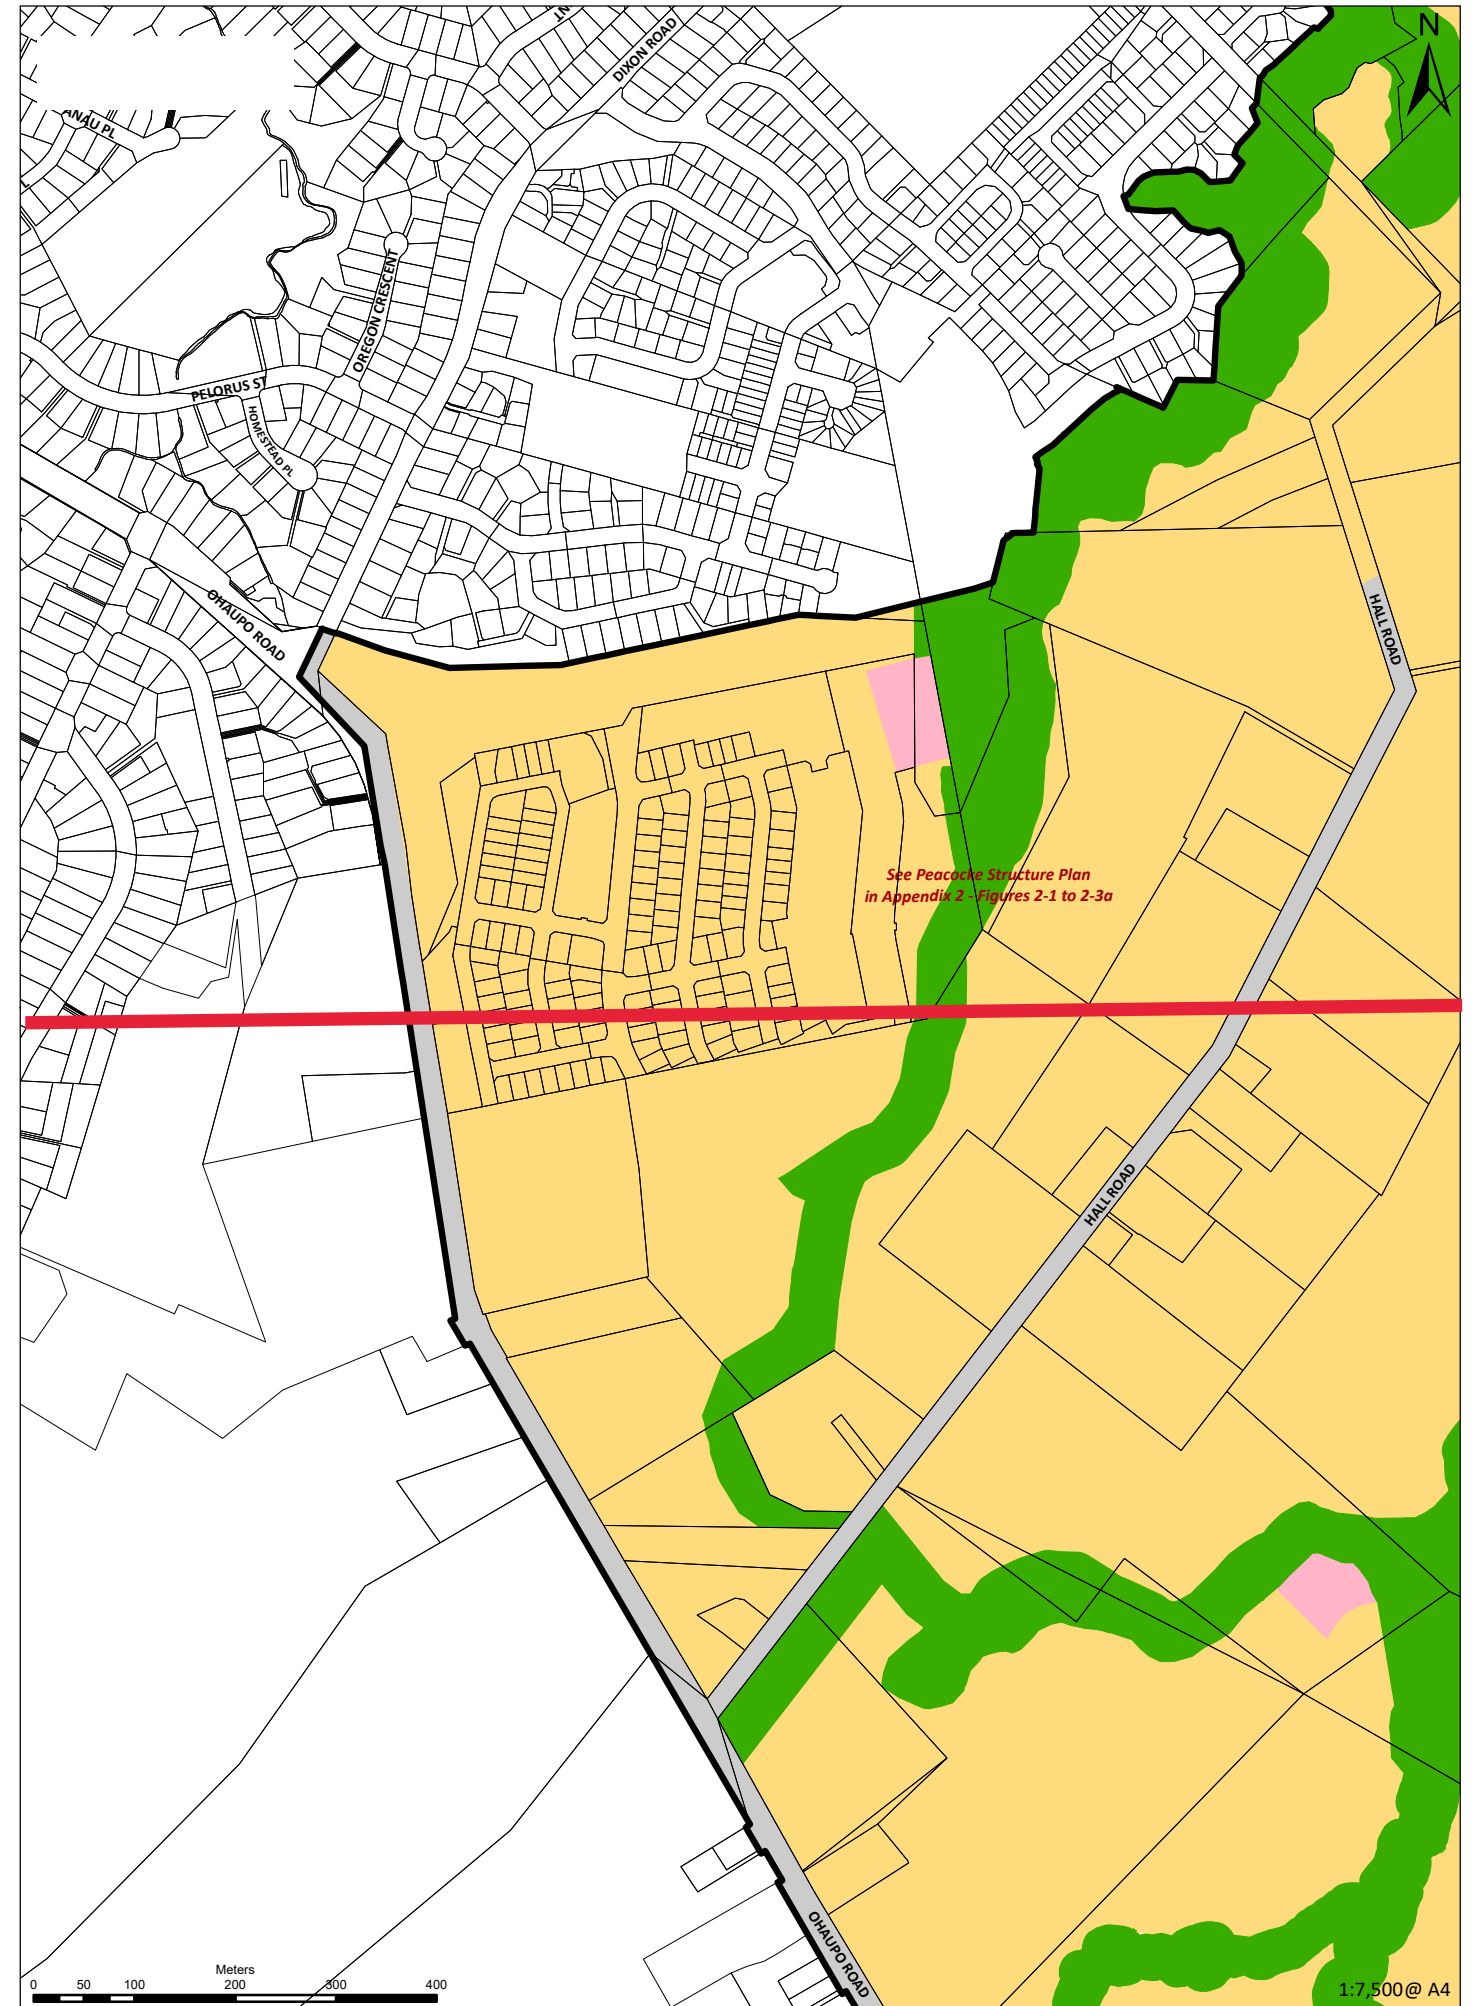 NT
DIXON ROAD
N
ANAU PL
OREGON CRESCENT
PELORUS ST
HOMESTEAD PL
OHAUPO ROAD
HALL ROAD
See Peacocke Structure Plan
in Appendix 2 - Figures 2-1 to 2-3a
HALL ROAD
OHAUPO ROAD
Meters
0 50 100 200 300 400
1:7,500@ A4